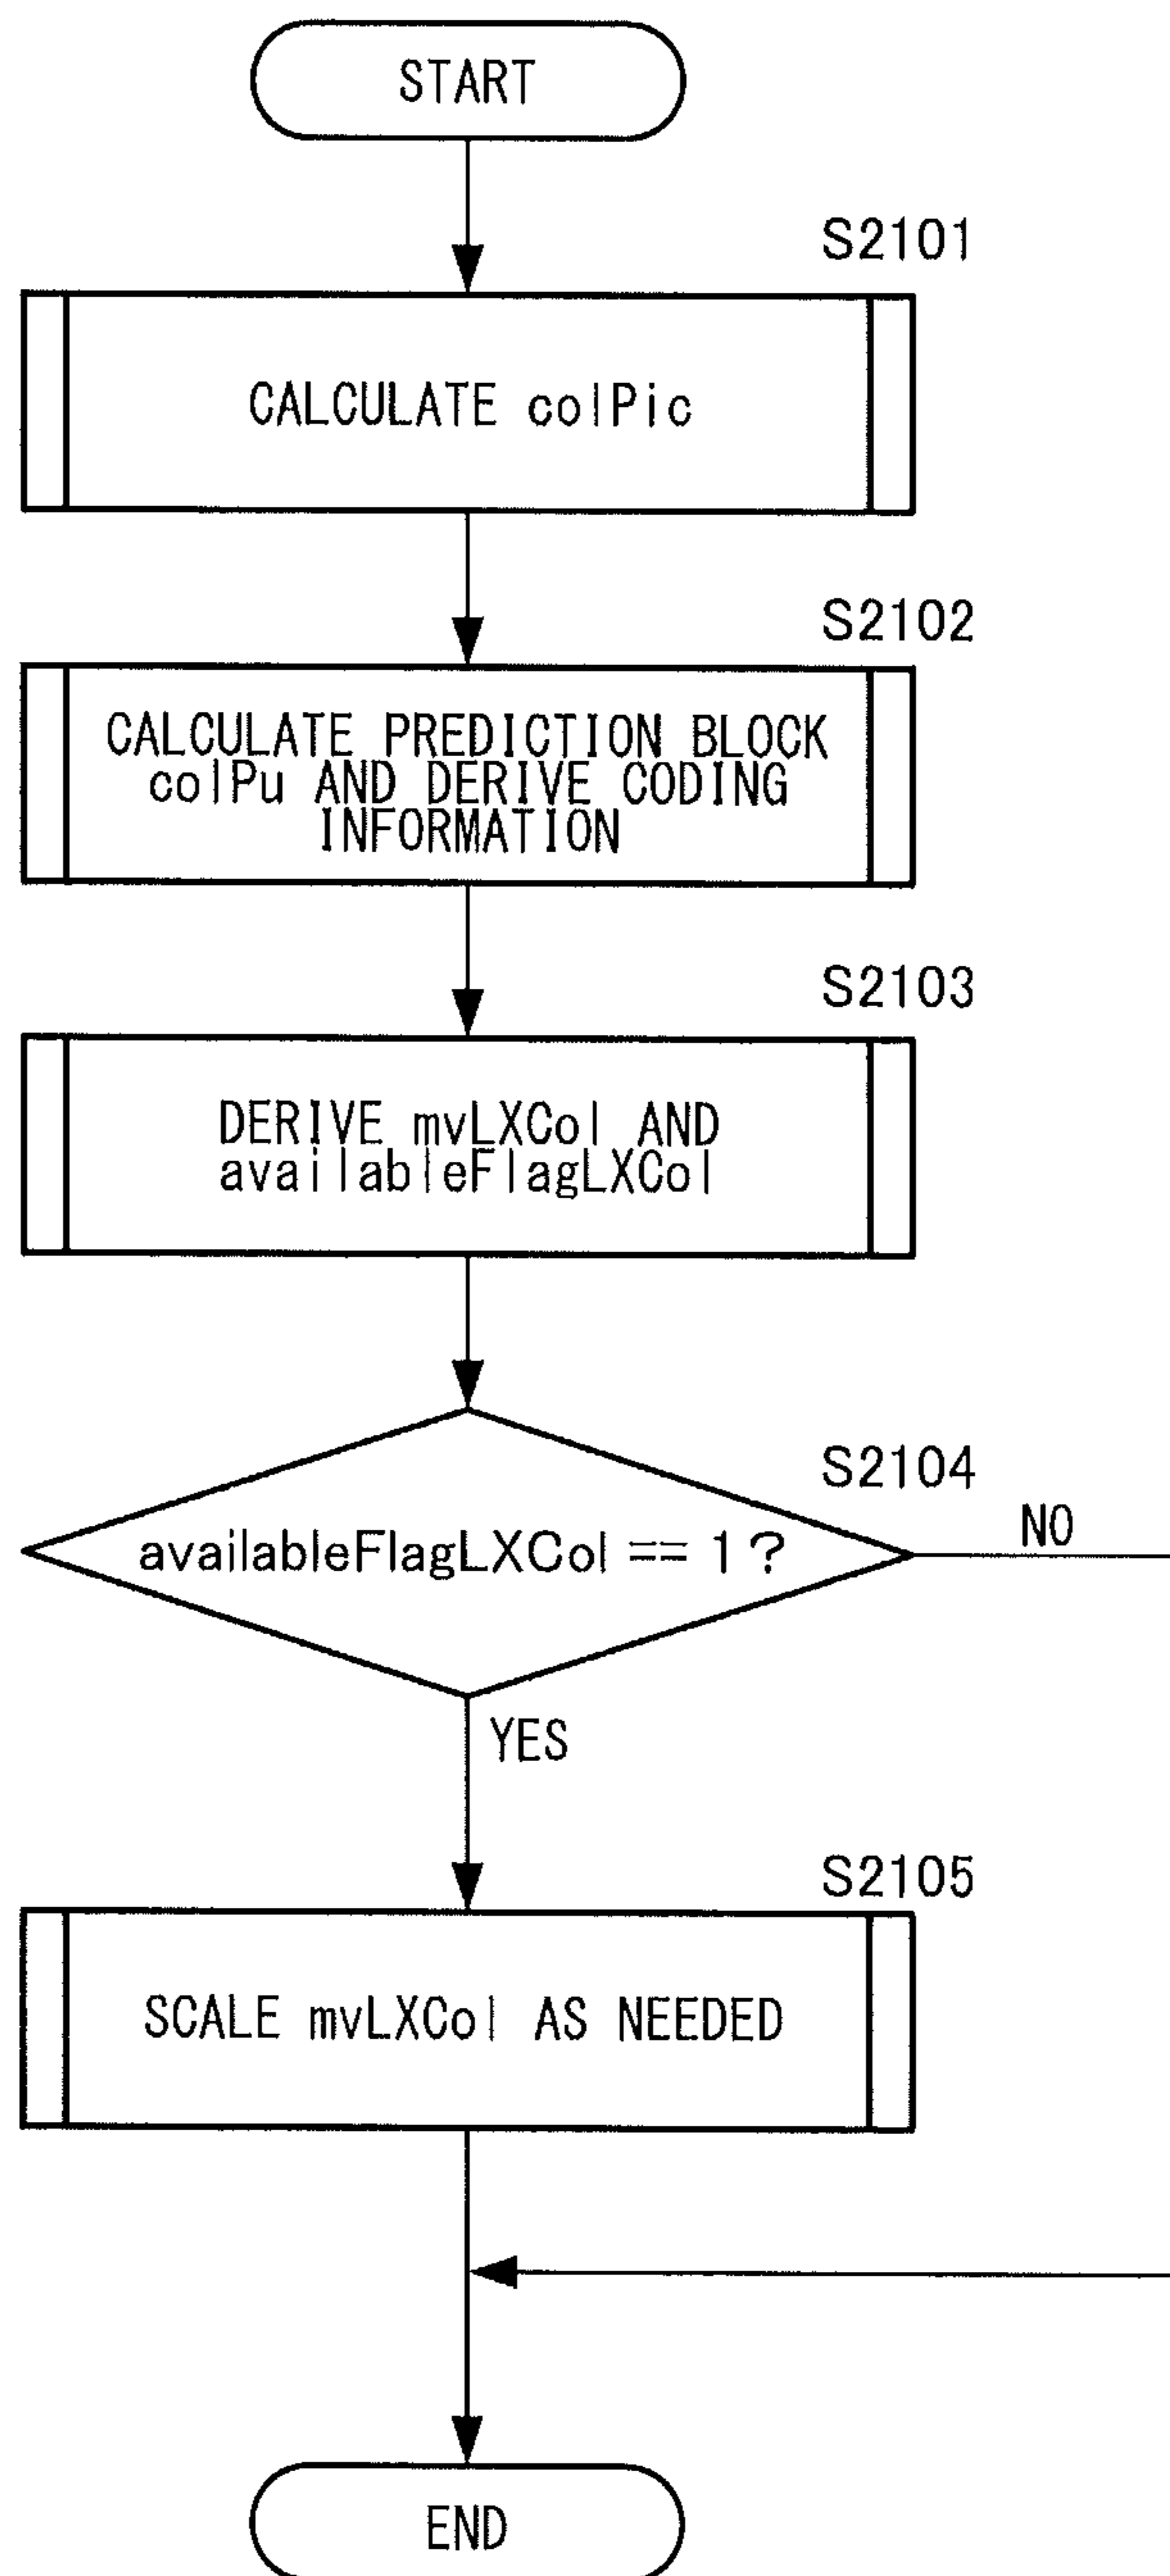 START
S2101
CALCULATE colPic
S2102
CALCULATE PREDICTION BLOCK
colPu AND DERIVE CODING
INFORMATION
S2103
DERIVE mvLXCol AND
availableFlagLXCol
S2104
availableFlagLXCol == 1 ?
NO
YES
S2105
SCALE mvLXCol AS NEEDED
END